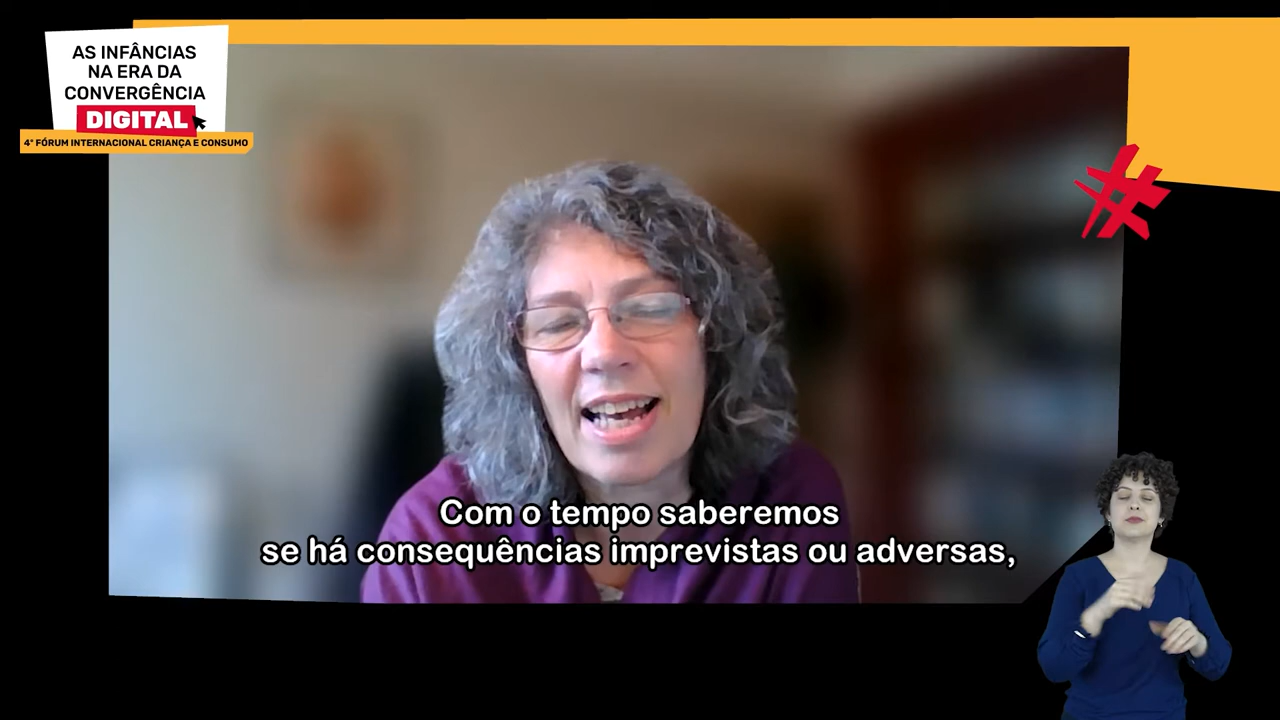 AS INFÂNCIAS
NA ERA DA
CONVERGÊNCIA
DIGITAL
4º FÓRUM INTERNACIONAL CRIANÇA E CONSUMO
Com o tempo saberemos
se há consequências imprevistas ou adversas,